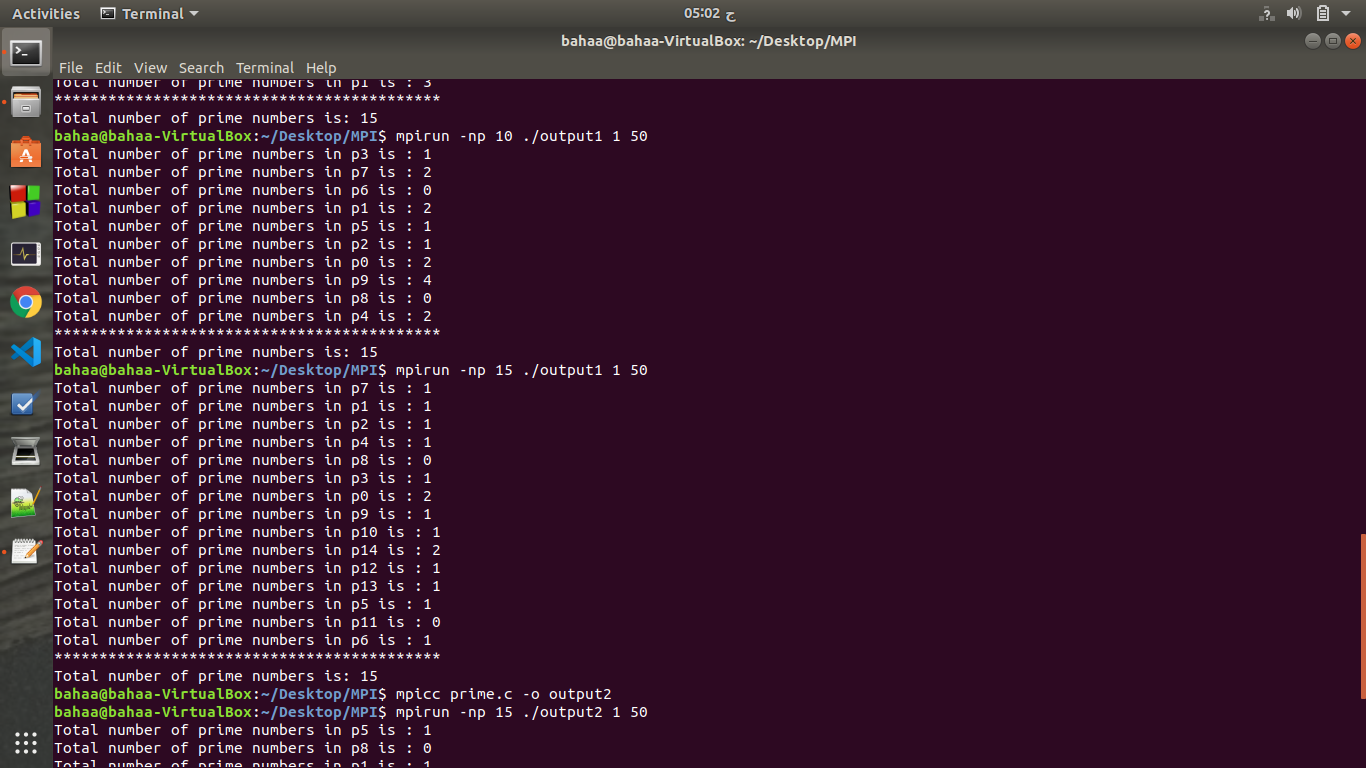 Activities Terminal 05:02 ح
bahaa@bahaa-VirtualBox: ~/Desktop/MPI
File Edit View Search Terminal Help
Total number of prime numbers in p1 is : 3
*******************************************
Total number of prime numbers is: 15
bahaa@bahaa-VirtualBox:~/Desktop/MPI$ mpirun -np 10 ./output1 1 50
Total number of prime numbers in p3 is : 1
Total number of prime numbers in p7 is : 2
Total number of prime numbers in p6 is : 0
Total number of prime numbers in p1 is : 2
Total number of prime numbers in p5 is : 1
Total number of prime numbers in p2 is : 1
Total number of prime numbers in p0 is : 2
Total number of prime numbers in p9 is : 4
Total number of prime numbers in p8 is : 0
Total number of prime numbers in p4 is : 2
*******************************************
Total number of prime numbers is: 15
bahaa@bahaa-VirtualBox:~/Desktop/MPI$ mpirun -np 15 ./output1 1 50
Total number of prime numbers in p7 is : 1
Total number of prime numbers in p1 is : 1
Total number of prime numbers in p2 is : 1
Total number of prime numbers in p4 is : 1
Total number of prime numbers in p8 is : 0
Total number of prime numbers in p3 is : 1
Total number of prime numbers in p0 is : 2
Total number of prime numbers in p9 is : 1
Total number of prime numbers in p10 is : 1
Total number of prime numbers in p14 is : 2
Total number of prime numbers in p12 is : 1
Total number of prime numbers in p13 is : 1
Total number of prime numbers in p5 is : 1
Total number of prime numbers in p11 is : 0
Total number of prime numbers in p6 is : 1
*******************************************
Total number of prime numbers is: 15
bahaa@bahaa-VirtualBox:~/Desktop/MPI$ mpicc prime.c -o output2
bahaa@bahaa-VirtualBox:~/Desktop/MPI$ mpirun -np 15 ./output2 1 50
Total number of prime numbers in p5 is : 1
Total number of prime numbers in p8 is : 0
Total number of prime numbers in p1 is : 1